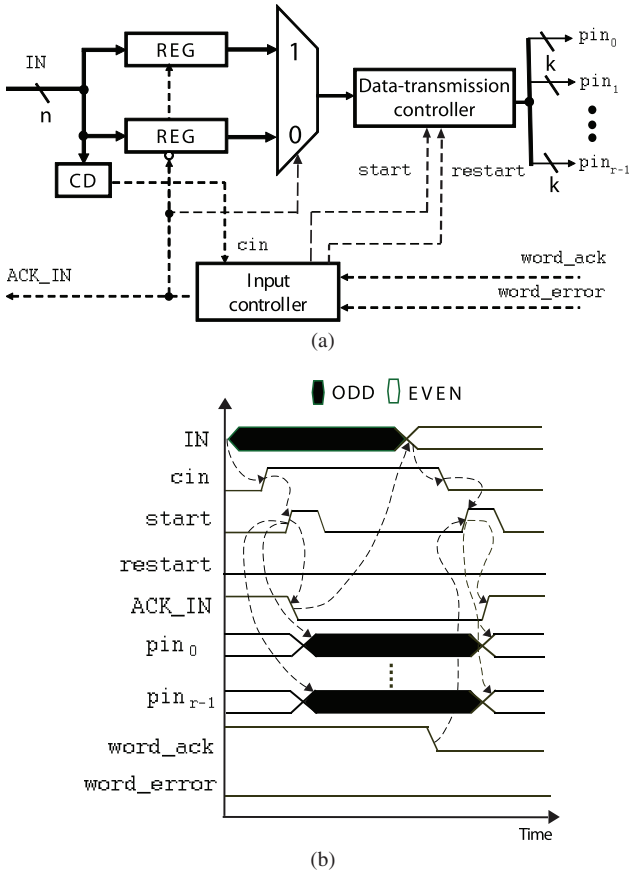 IN
REG
1
n
REG
0
CD
Data-transmission
controller
pin0
k
pin1
k
pinr-1
k
start
restart
cin
ACK_IN
Input
controller
word_ack
word_error
(a)
ODD
EVEN
IN
cin
start
restart
ACK_IN
pin0
pinr-1
word_ack
word_error
Time
(b)